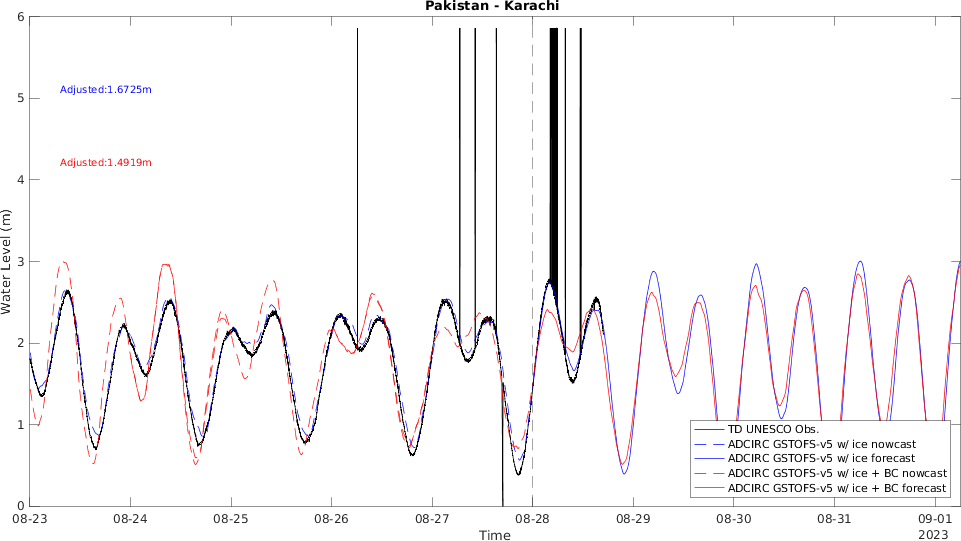 Pakistan - Karachi
6
5
4
3
2
1
0
Water Level (m)
Adjusted:1.6725m
Adjusted:1.4919m
TD UNESCO Obs.
ADCIRC GSTOFS-v5 w/ ice nowcast
ADCIRC GSTOFS-v5 w/ ice forecast
ADCIRC GSTOFS-v5 w/ ice + BC nowcast
ADCIRC GSTOFS-v5 w/ ice + BC forecast
08-23 08-24 08-25 08-26 08-27 08-28 08-29 08-30 08-31 09-01
Time
2023